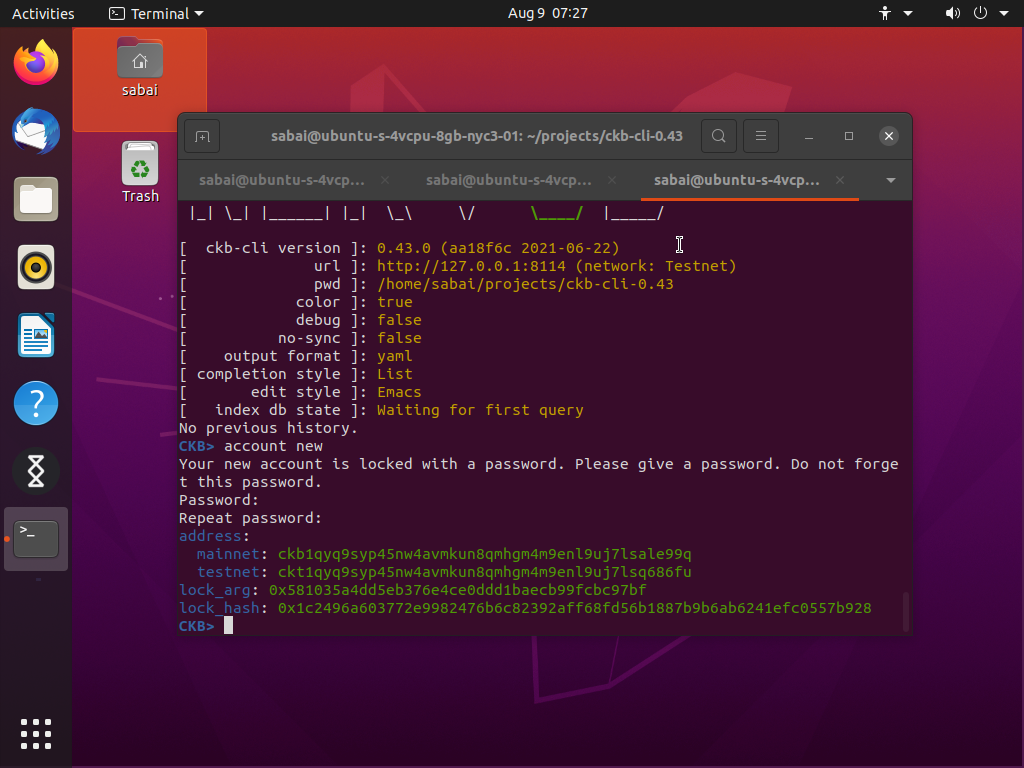 Activities
Terminal
Aug 9 07:27
sabai
Trash
sabai@ubuntu-s-4vcpu-8gb-nyc3-01: ~/projects/ckb-cli-0.43
sabai@ubuntu-s-4vcp...
sabai@ubuntu-s-4vcp...
sabai@ubuntu-s-4vcp...
|_| \_| |______| |_|  \_\     \/      \____/  |_____/
[  ckb-cli version ]: 0.43.0 (aa18f6c 2021-06-22)
[              url ]: http://127.0.0.1:8114 (network: Testnet)
[              pwd ]: /home/sabai/projects/ckb-cli-0.43
[            color ]: true
[            debug ]: false
[          no-sync ]: false
[    output format ]: yaml
[ completion style ]: List
[       edit style ]: Emacs
[   index db state ]: Waiting for first query
No previous history.
CKB> account new
Your new account is locked with a password. Please give a password. Do not forge
t this password.
Password:
Repeat password:
address:
  mainnet: ckb1qyq9syp45nw4avmkun8qmhgm4m9enl9uj7lsale99q
  testnet: ckt1qyq9syp45nw4avmkun8qmhgm4m9enl9uj7lsq686fu
lock_arg: 0x581035a4dd5eb376e4ce0ddd1baecb99fcbc97bf
lock_hash: 0x1c2496a603772e9982476b6c82392aff68fd56b1887b9b6ab6241efc0557b928
CKB>